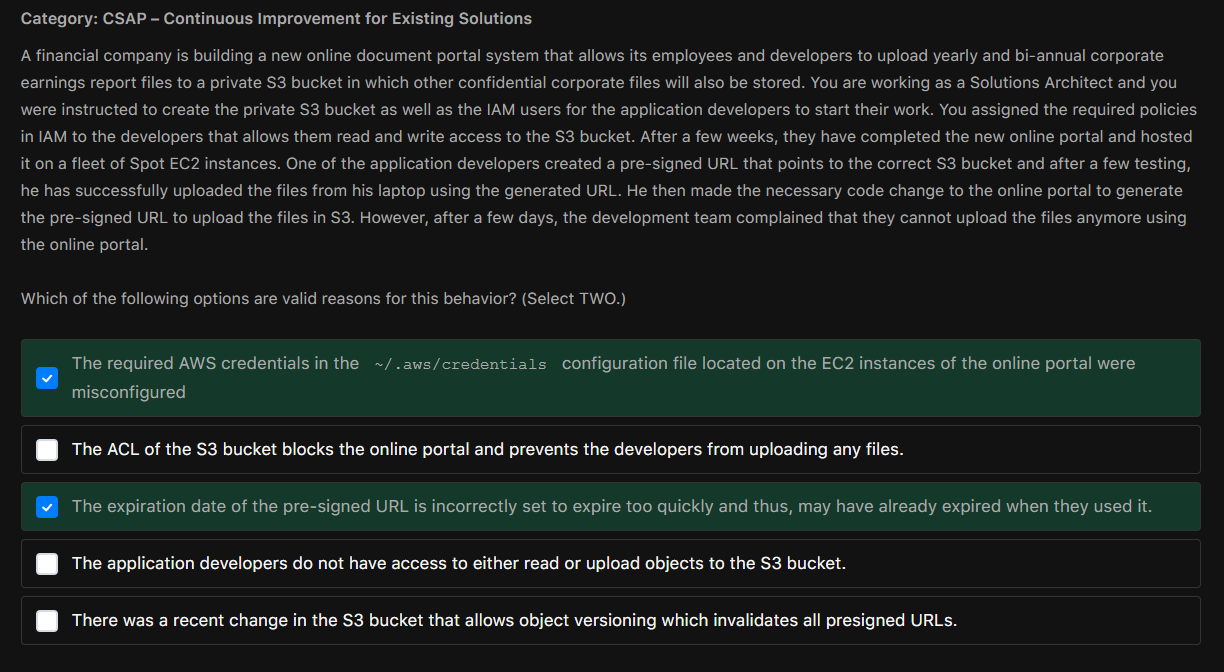 Category: CSAP – Continuous Improvement for Existing Solutions
A financial company is building a new online document portal system that allows its employees and developers to upload yearly and bi-annual corporate
earnings report files to a private S3 bucket in which other confidential corporate files will also be stored. You are working as a Solutions Architect and you
were instructed to create the private S3 bucket as well as the IAM users for the application developers to start their work. You assigned the required policies
in IAM to the developers that allows them read and write access to the S3 bucket. After a few weeks, they have completed the new online portal and hosted
it on a fleet of Spot EC2 instances. One of the application developers created a pre-signed URL that points to the correct S3 bucket and after a few testing,
he has successfully uploaded the files from his laptop using the generated URL. He then made the necessary code change to the online portal to generate
the pre-signed URL to upload the files in S3. However, after a few days, the development team complained that they cannot upload the files anymore using
the online portal.
Which of the following options are valid reasons for this behavior? (Select TWO.)
The required AWS credentials in the ~/.aws/credentials configuration file located on the EC2 instances of the online portal were
misconfigured
The ACL of the S3 bucket blocks the online portal and prevents the developers from uploading any files.
The expiration date of the pre-signed URL is incorrectly set to expire too quickly and thus, may have already expired when they used it.
The application developers do not have access to either read or upload objects to the S3 bucket.
There was a recent change in the S3 bucket that allows object versioning which invalidates all presigned URLs.